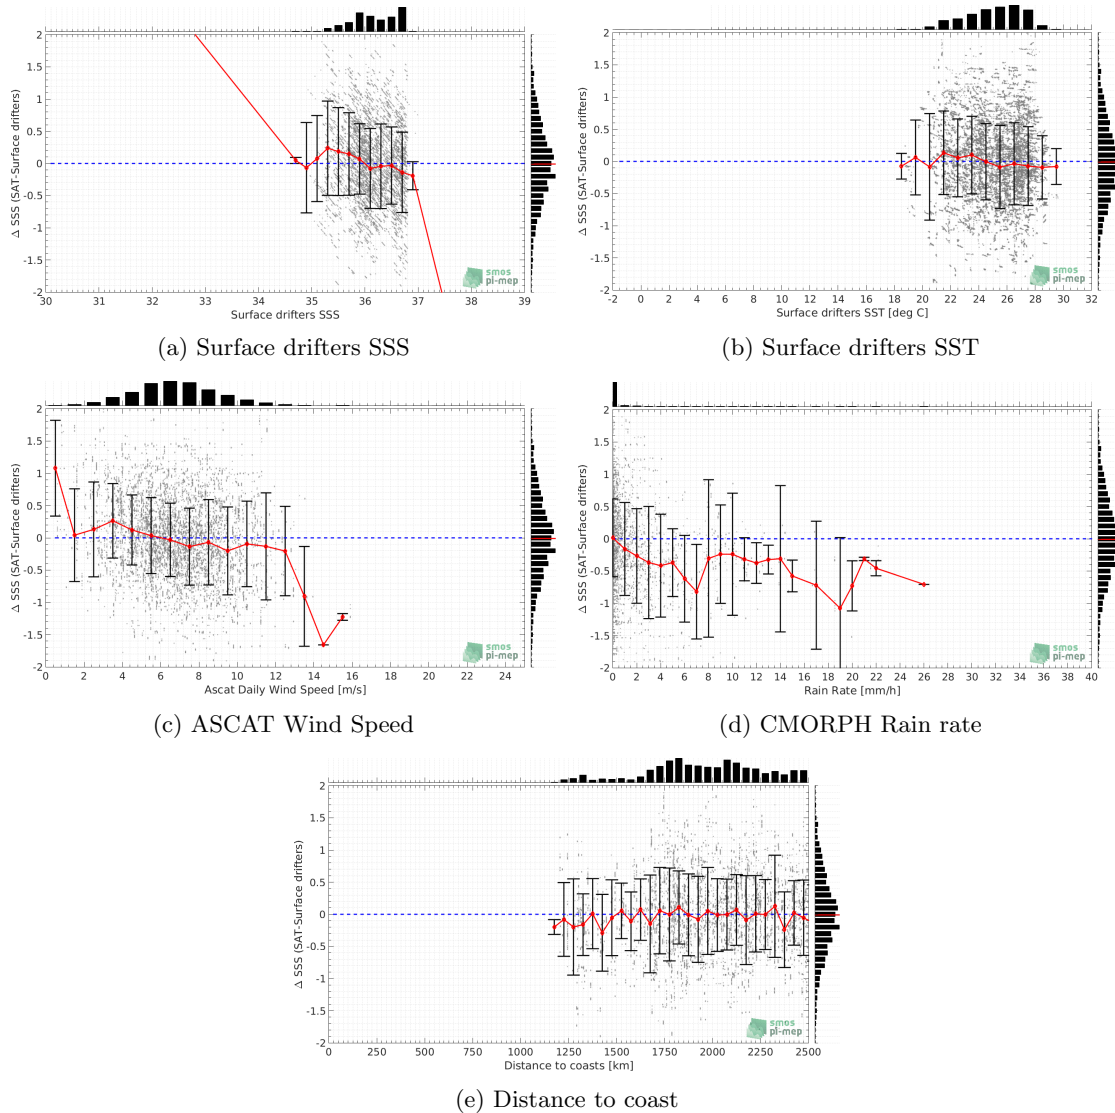 2
1.5
1
0.5
0
-0.5
-1
-1.5
-2
Δ SSS (SAT-Surface drifters)
30 31 32 33 34 35 36 37 38 39
Surface drifters SSS
smos
pi-mep
(a) Surface drifters SSS
2
1.5
1
0.5
0
-0.5
-1
-1.5
-2
Δ SSS (SAT-Surface drifters)
-2 0 2 4 6 8 10 12 14 16 18 20 22 24 26 28 30 32
Surface drifters SST [deg C]
smos
pi-mep
(b) Surface drifters SST
2
1.5
1
0.5
0
-0.5
-1
-1.5
-2
Δ SSS (SAT-Surface drifters)
0 2 4 6 8 10 12 14 16 18 20 22 24
Ascat Daily Wind Speed [m/s]
smos
pi-mep
(c) ASCAT Wind Speed
2
1.5
1
0.5
0
-0.5
-1
-1.5
-2
Δ SSS (SAT-Surface drifters)
0 2 4 6 8 10 12 14 16 18 20 22 24 26 28 30 32 34 36 38 40
Rain Rate [mm/h]
smos
pi-mep
(d) CMORPH Rain rate
2
1.5
1
0.5
0
-0.5
-1
-1.5
-2
Δ SSS (SAT-Surface drifters)
0 250 500 750 1000 1250 1500 1750 2000 2250 2500
Distance to coasts [km]
smos
pi-mep
(e) Distance to coast